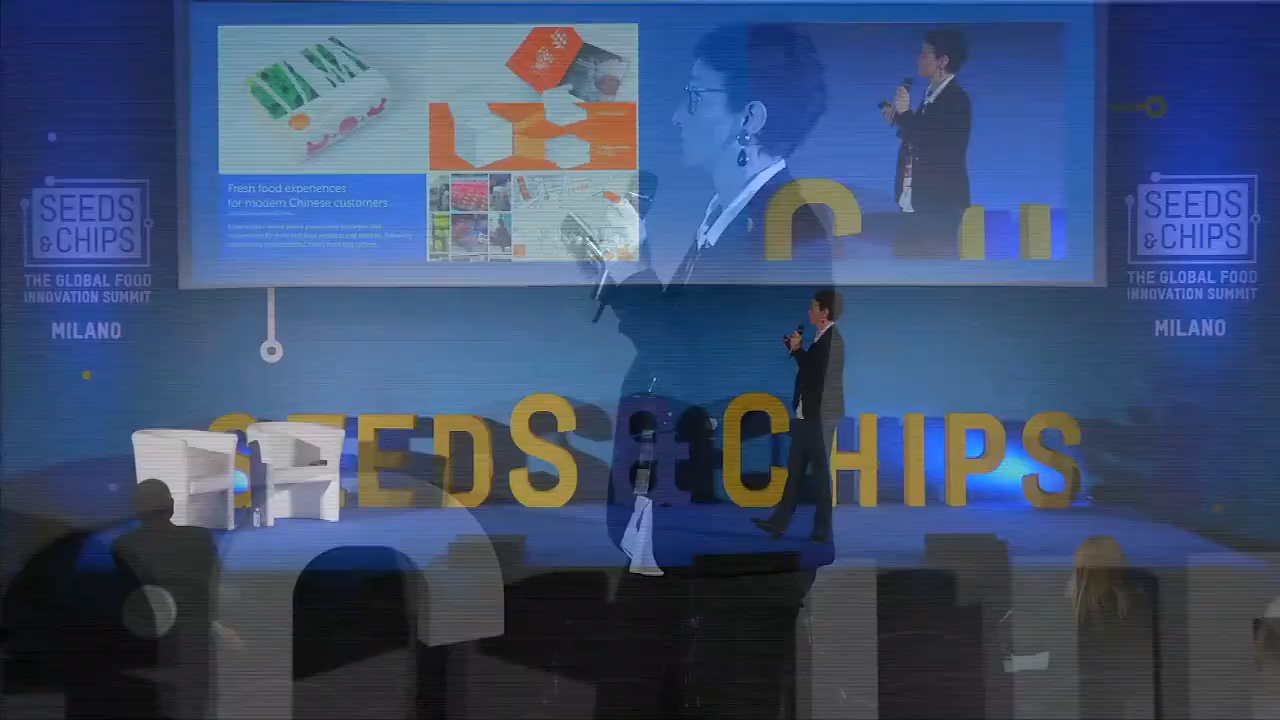 Fresh food experiences
for modern Chinese customers
SEEDS
& CHIPS
THE GLOBAL FOOD
INNOVATION SUMMIT
MILANO
SEEDS
& CHIPS
THE GLOBAL FOOD
INNOVATION SUMMIT
MILANO
SEEDS & CHIPS